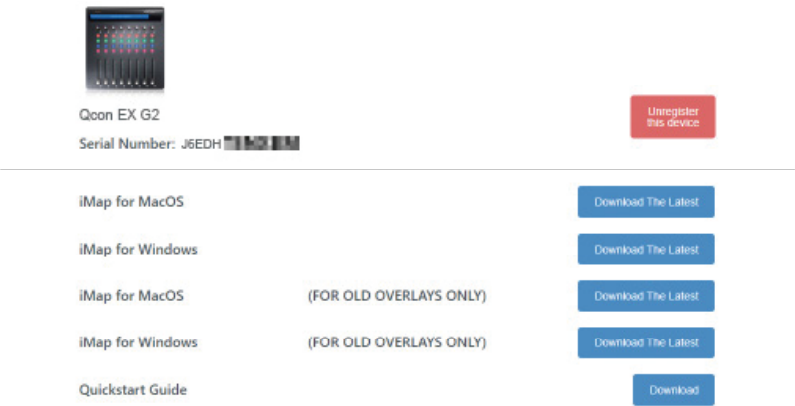 Qcon EX G2
Unregister
this device
Serial Number: J6EDH
iMap for MacOS Download The Latest
iMap for Windows Download The Latest
iMap for MacOS (FOR OLD OVERLAYS ONLY) Download The Latest
iMap for Windows (FOR OLD OVERLAYS ONLY) Download The Latest
Quickstart Guide Download